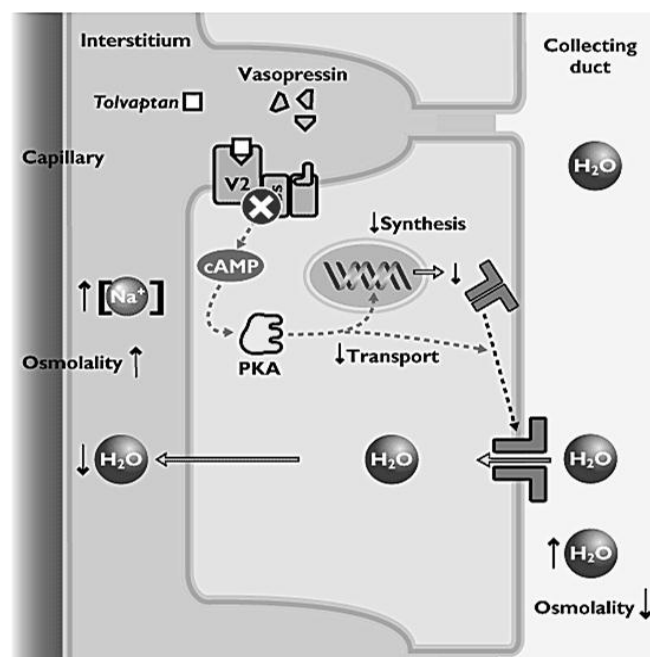 Interstitium
Collecting
duct
Vasopressin
Tolvaptan
Capillary
H₂O
V2
↓Synthesis
cAMP
↑ [Na⁺]
↓
PKA
↓Transport
Osmolality ↑
↓ H₂O
H₂O
H₂O
↑ H₂O
Osmolality ↓